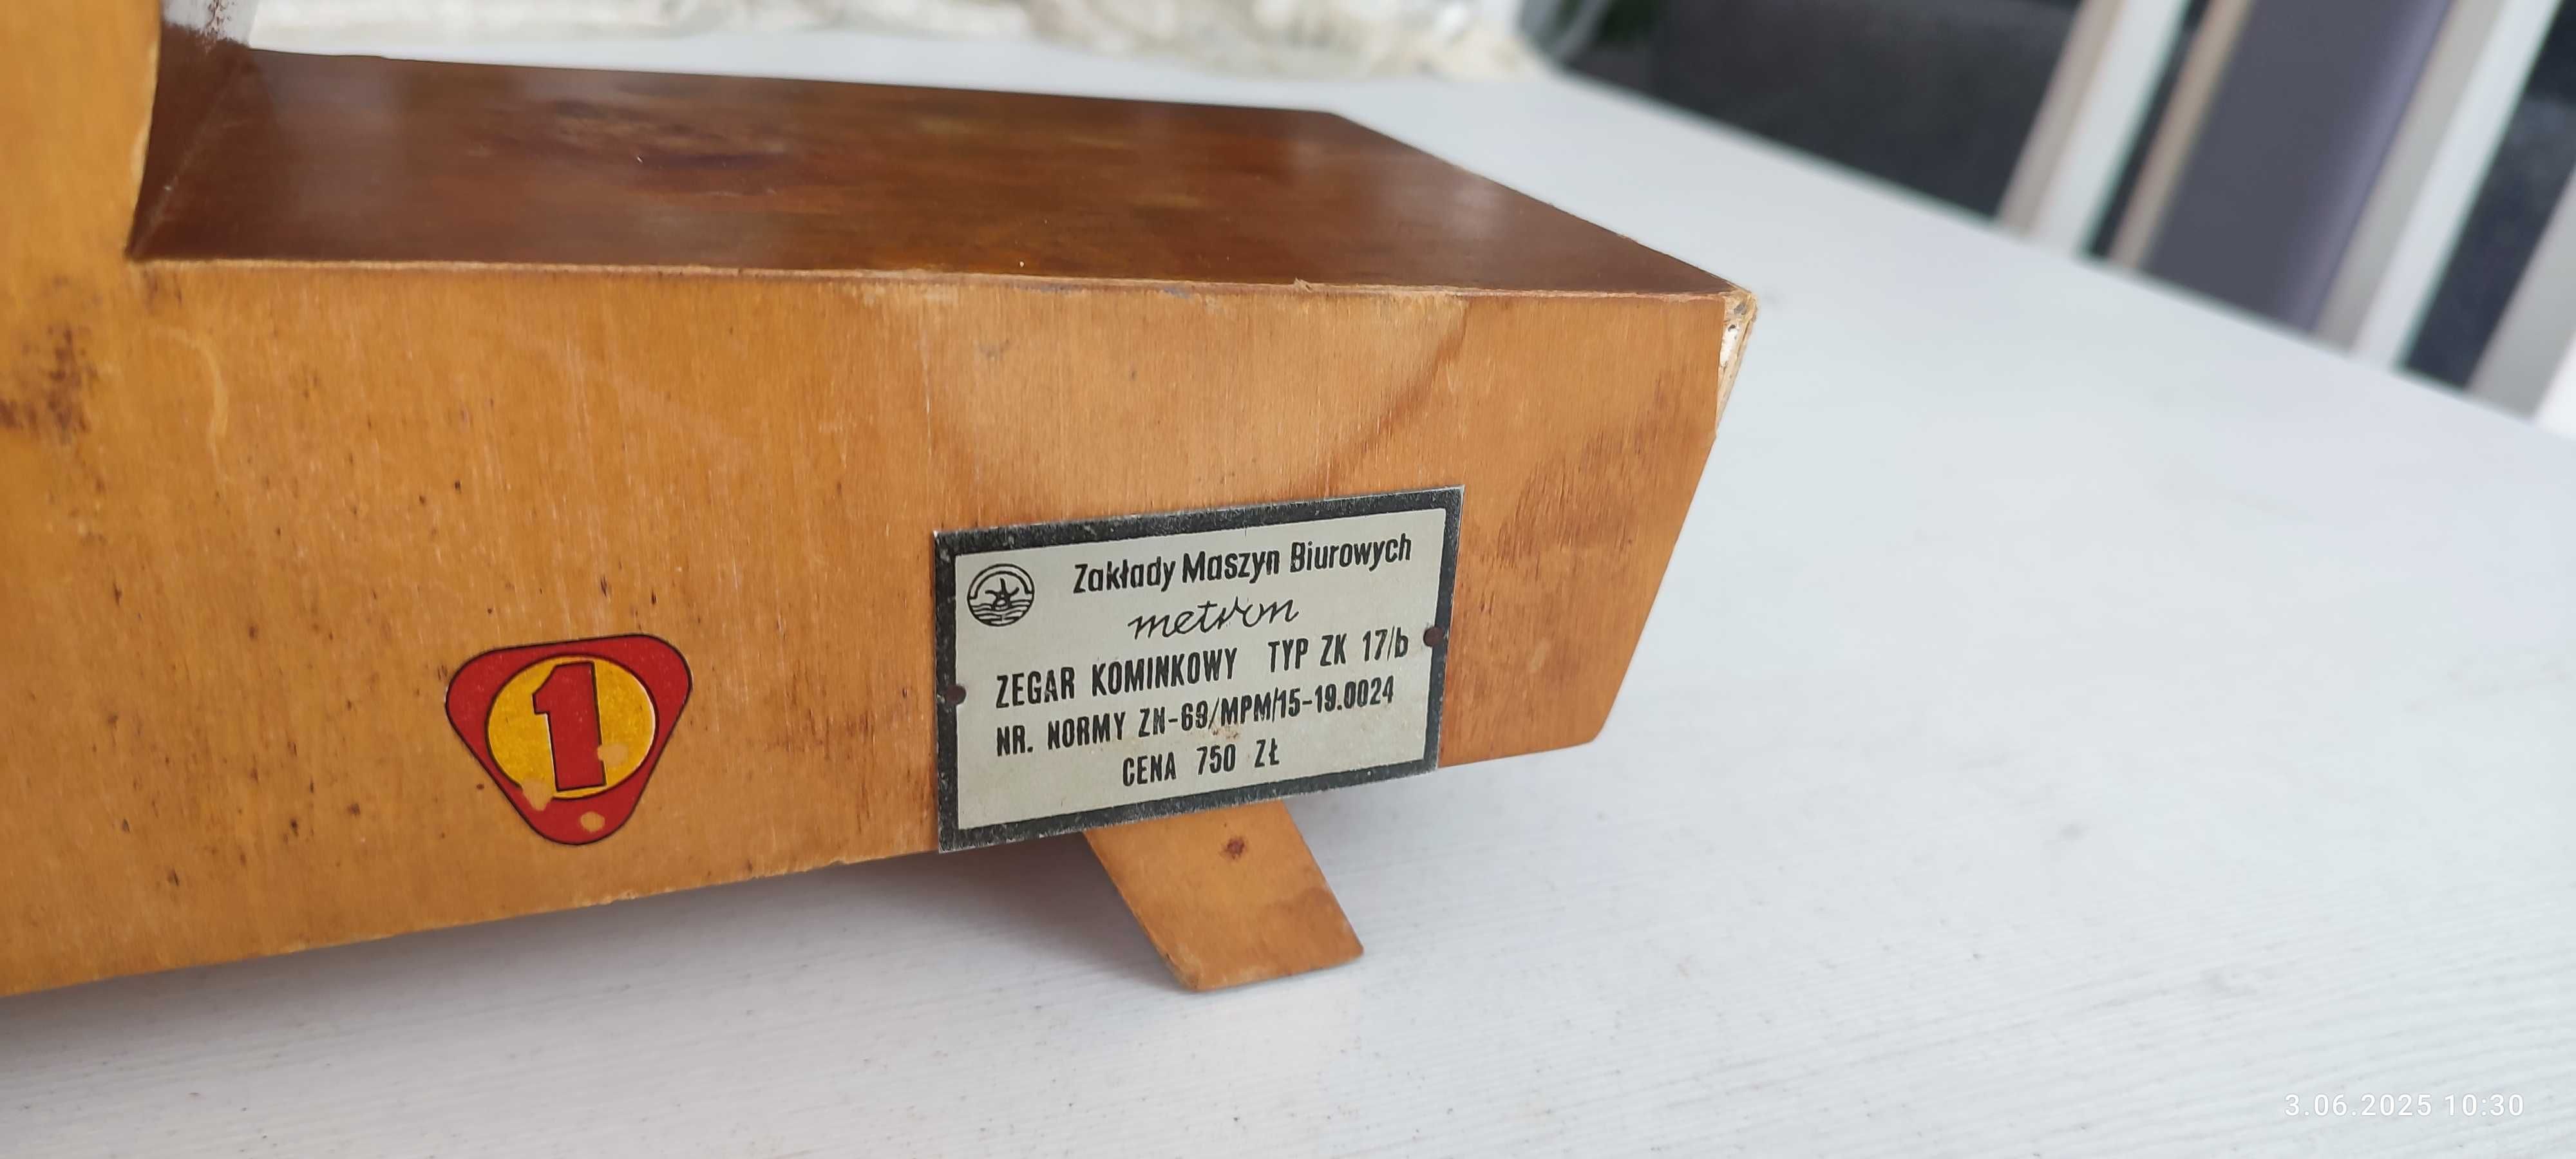 Zakłady Maszyn Biurowych
metron
ZEGAR KOMINKOWY TYP ZK 17/b
NR. NORMY ZN-69/MPM/15-19.0024
CENA 750 ZŁ
1
3.06.2025 10:30